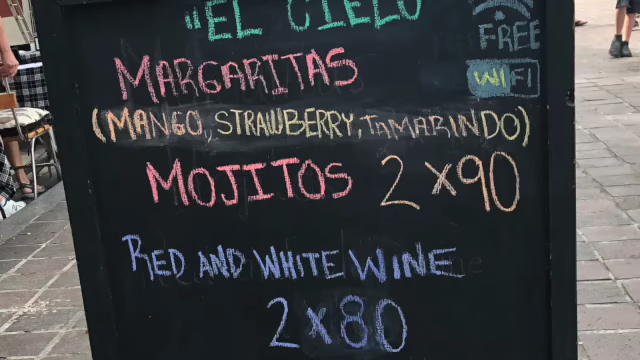 "EL CIELO
FREE
WIFI
MARGARITAS
(MANGO, STRAWBERRY, TAMARINDO)
MOJITOS 2x90
RED AND WHITE WINE
2x80